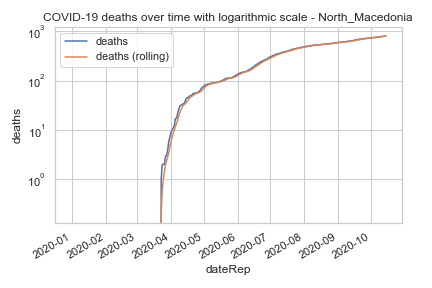 COVID-19 deaths over time with logarithmic scale - North_Macedonia
deaths
deaths (rolling)
deaths
10³
10²
10¹
10⁰
2020-01
2020-02
2020-03
2020-04
2020-05
2020-06
2020-07
2020-08
2020-09
2020-10
dateRep